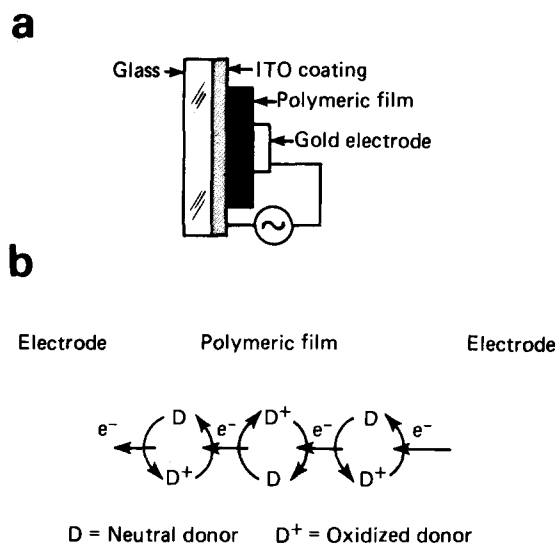 a
Glass
ITO coating
Polymeric film
Gold electrode
~
b
Electrode Polymeric film Electrode
D e⁻ D⁺ e⁻ D
e⁻ e⁻
D⁺ D D⁺
D = Neutral donor D⁺ = Oxidized donor